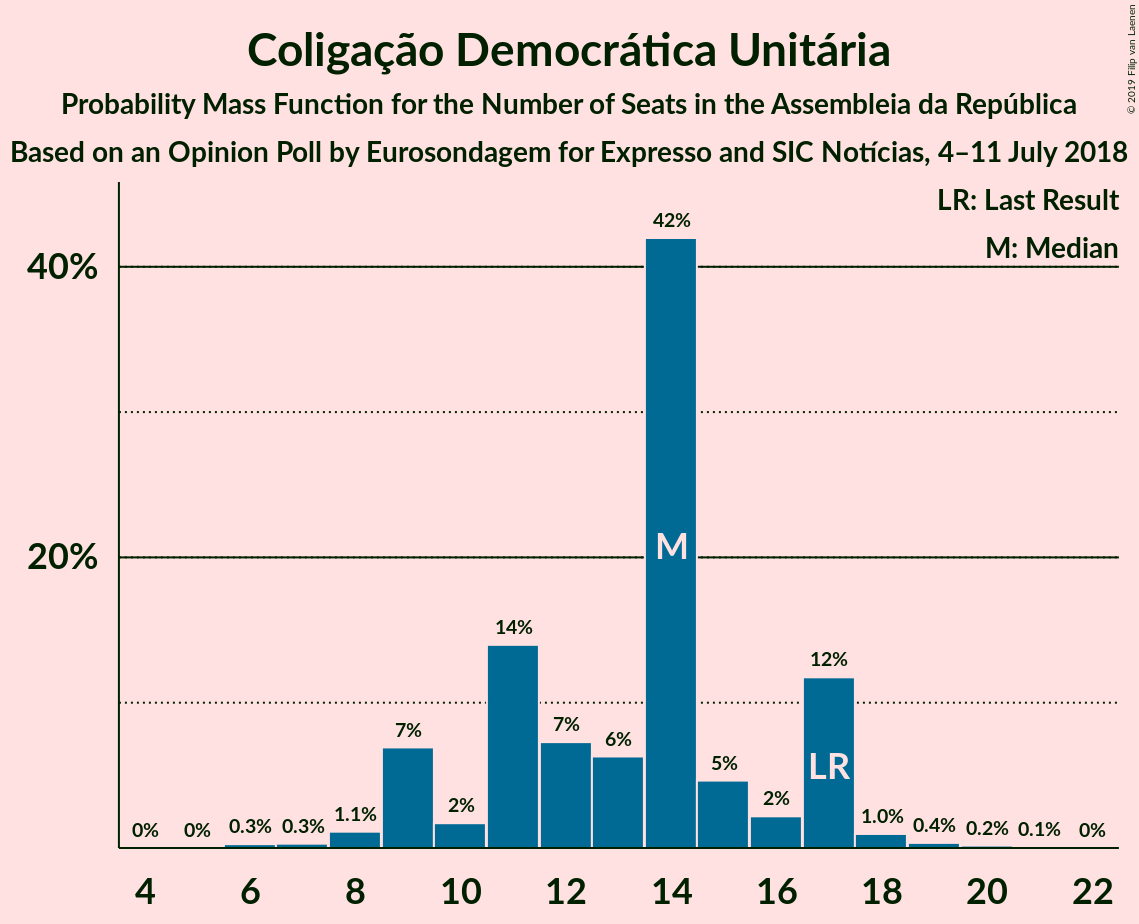 Coligação Democrática Unitária
Probability Mass Function for the Number of Seats in the Assembleia da República
Based on an Opinion Poll by Eurosondagem for Expresso and SIC Notícias, 4–11 July 2018
© 2019 Filip van Laenen
LR: Last Result
M: Median
40%
20%
0%
0%
0.3%
0.3%
1.1%
7%
2%
14%
7%
6%
42%
5%
2%
12%
1.0%
0.4%
0.2%
0.1%
0%
M
LR
4 6 8 10 12 14 16 18 20 22